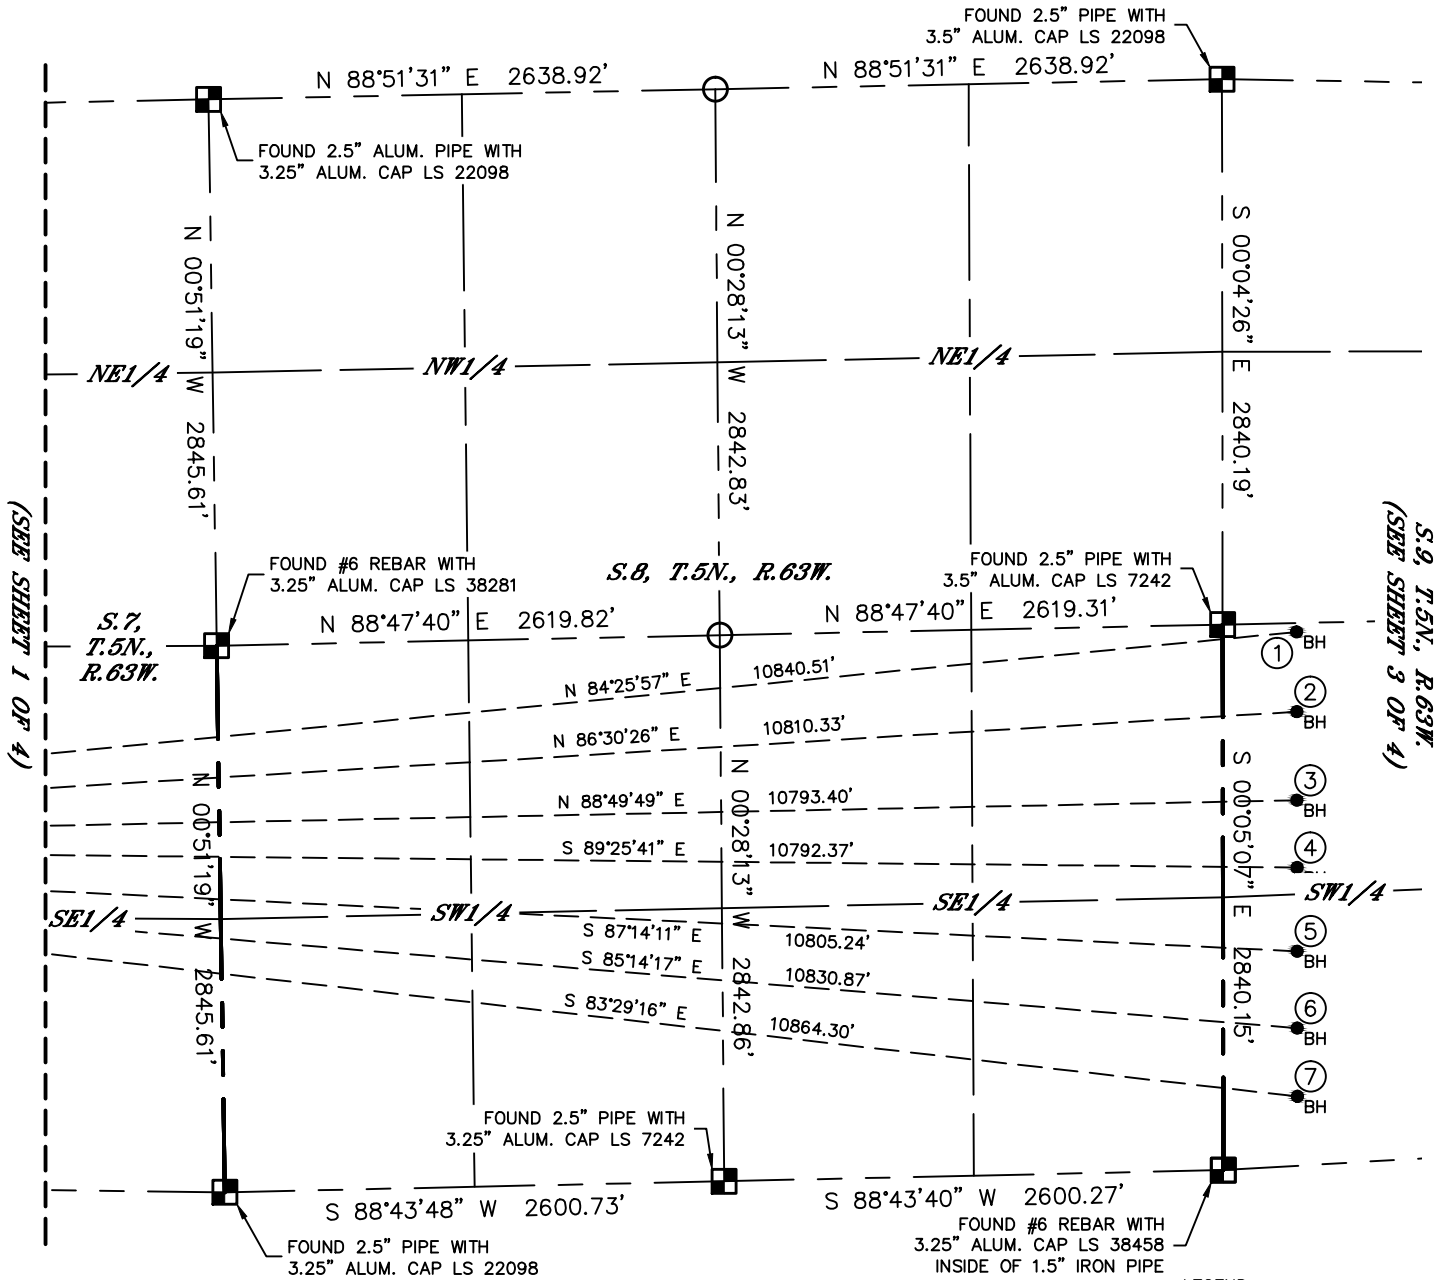 FOUND 2.5” PIPE WITH
3.5” ALUM. CAP LS 22098
N 88°51’31” E 2638.92’
N 88°51’31” E 2638.92’
FOUND 2.5” ALUM. PIPE WITH
3.25” ALUM. CAP LS 22098
N 00°51’19” W 2845.61’
N 00°28’13” W 2842.83’
S 00°04’26” E 2840.19’
NE1/4
NW1/4
NE1/4
(SEE SHEET 1 OF 4)
S.9, T.5N., R.63W.
(SEE SHEET 3 OF 4)
FOUND #6 REBAR WITH
3.25” ALUM. CAP LS 38281
S.8, T.5N., R.63W.
FOUND 2.5” PIPE WITH
3.5” ALUM. CAP LS 7242
S.7,
T.5N.,
R.63W.
N 88°47’40” E 2619.82’
N 88°47’40” E 2619.31’
1
BH
N 84°25’57” E 10840.51’
2
BH
N 86°30’26” E 10810.33’
N 00°51’19” W 2845.61’
N 00°28’13” W 2842.86’
S 00°05’07” E 2840.15’
3
BH
N 88°49’49” E 10793.40’
4
S 89°25’41” E 10792.37’
SE1/4
SW1/4
SE1/4
SW1/4
5
BH
S 87°14’11” E 10805.24’
S 85°14’17” E 10830.87’
6
BH
S 83°29’16” E 10864.30’
7
BH
FOUND 2.5” PIPE WITH
3.25” ALUM. CAP LS 7242
S 88°43’48” W 2600.73’
S 88°43’40” W 2600.27’
FOUND 2.5” PIPE WITH
3.25” ALUM. CAP LS 22098
FOUND #6 REBAR WITH
3.25” ALUM. CAP LS 38458
INSIDE OF 1.5” IRON PIPE